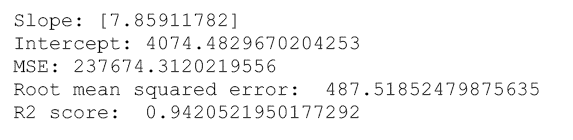 Slope: [7.85911782]
Intercept: 4074.4829670204253
MSE: 237674.3120219556
Root mean squared error:  487.51852479875635
R2 score:  0.9420521950177292